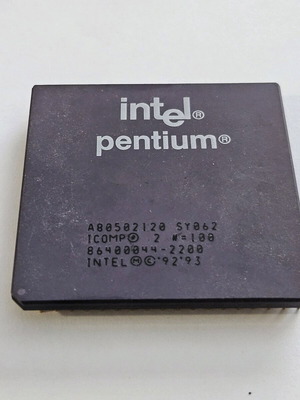 intel®
pentium®
A80502120 SY062
ICOMP® 2 #=100
86400044-2200
INTEL Ⓜ © '92 '93